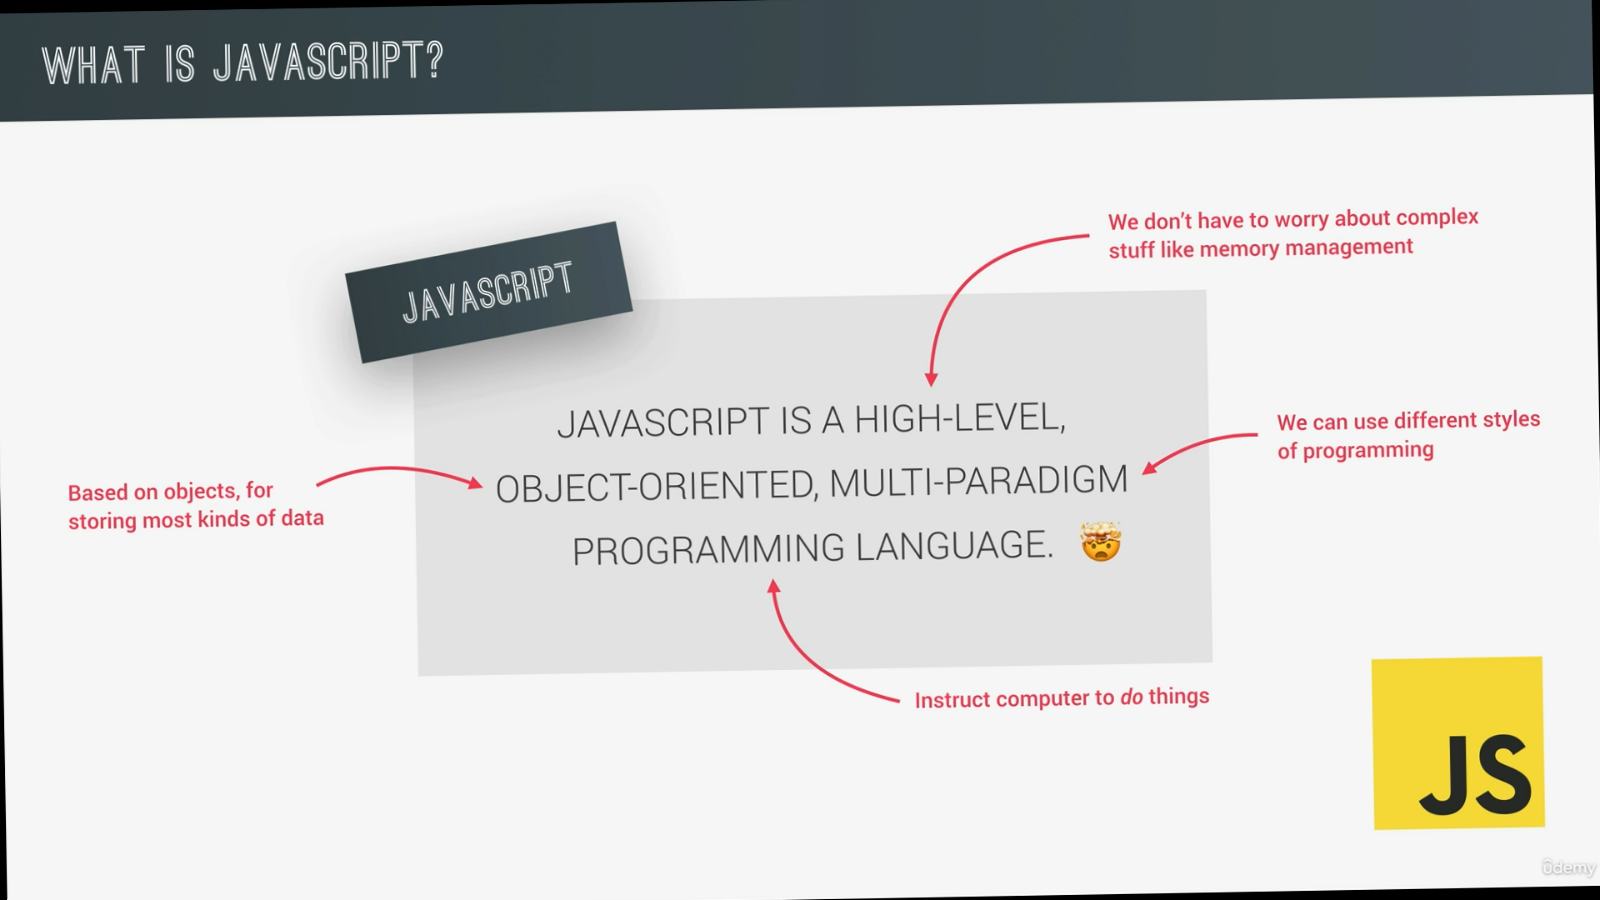 WHAT IS JAVASCRIPT?
We don't have to worry about complex
stuff like memory management
JAVASCRIPT
JAVASCRIPT IS A HIGH-LEVEL,
We can use different styles
of programming
OBJECT-ORIENTED, MULTI-PARADIGM
Based on objects, for
storing most kinds of data
PROGRAMMING LANGUAGE. 🤯
Instruct computer to do things
JS
ûdemy